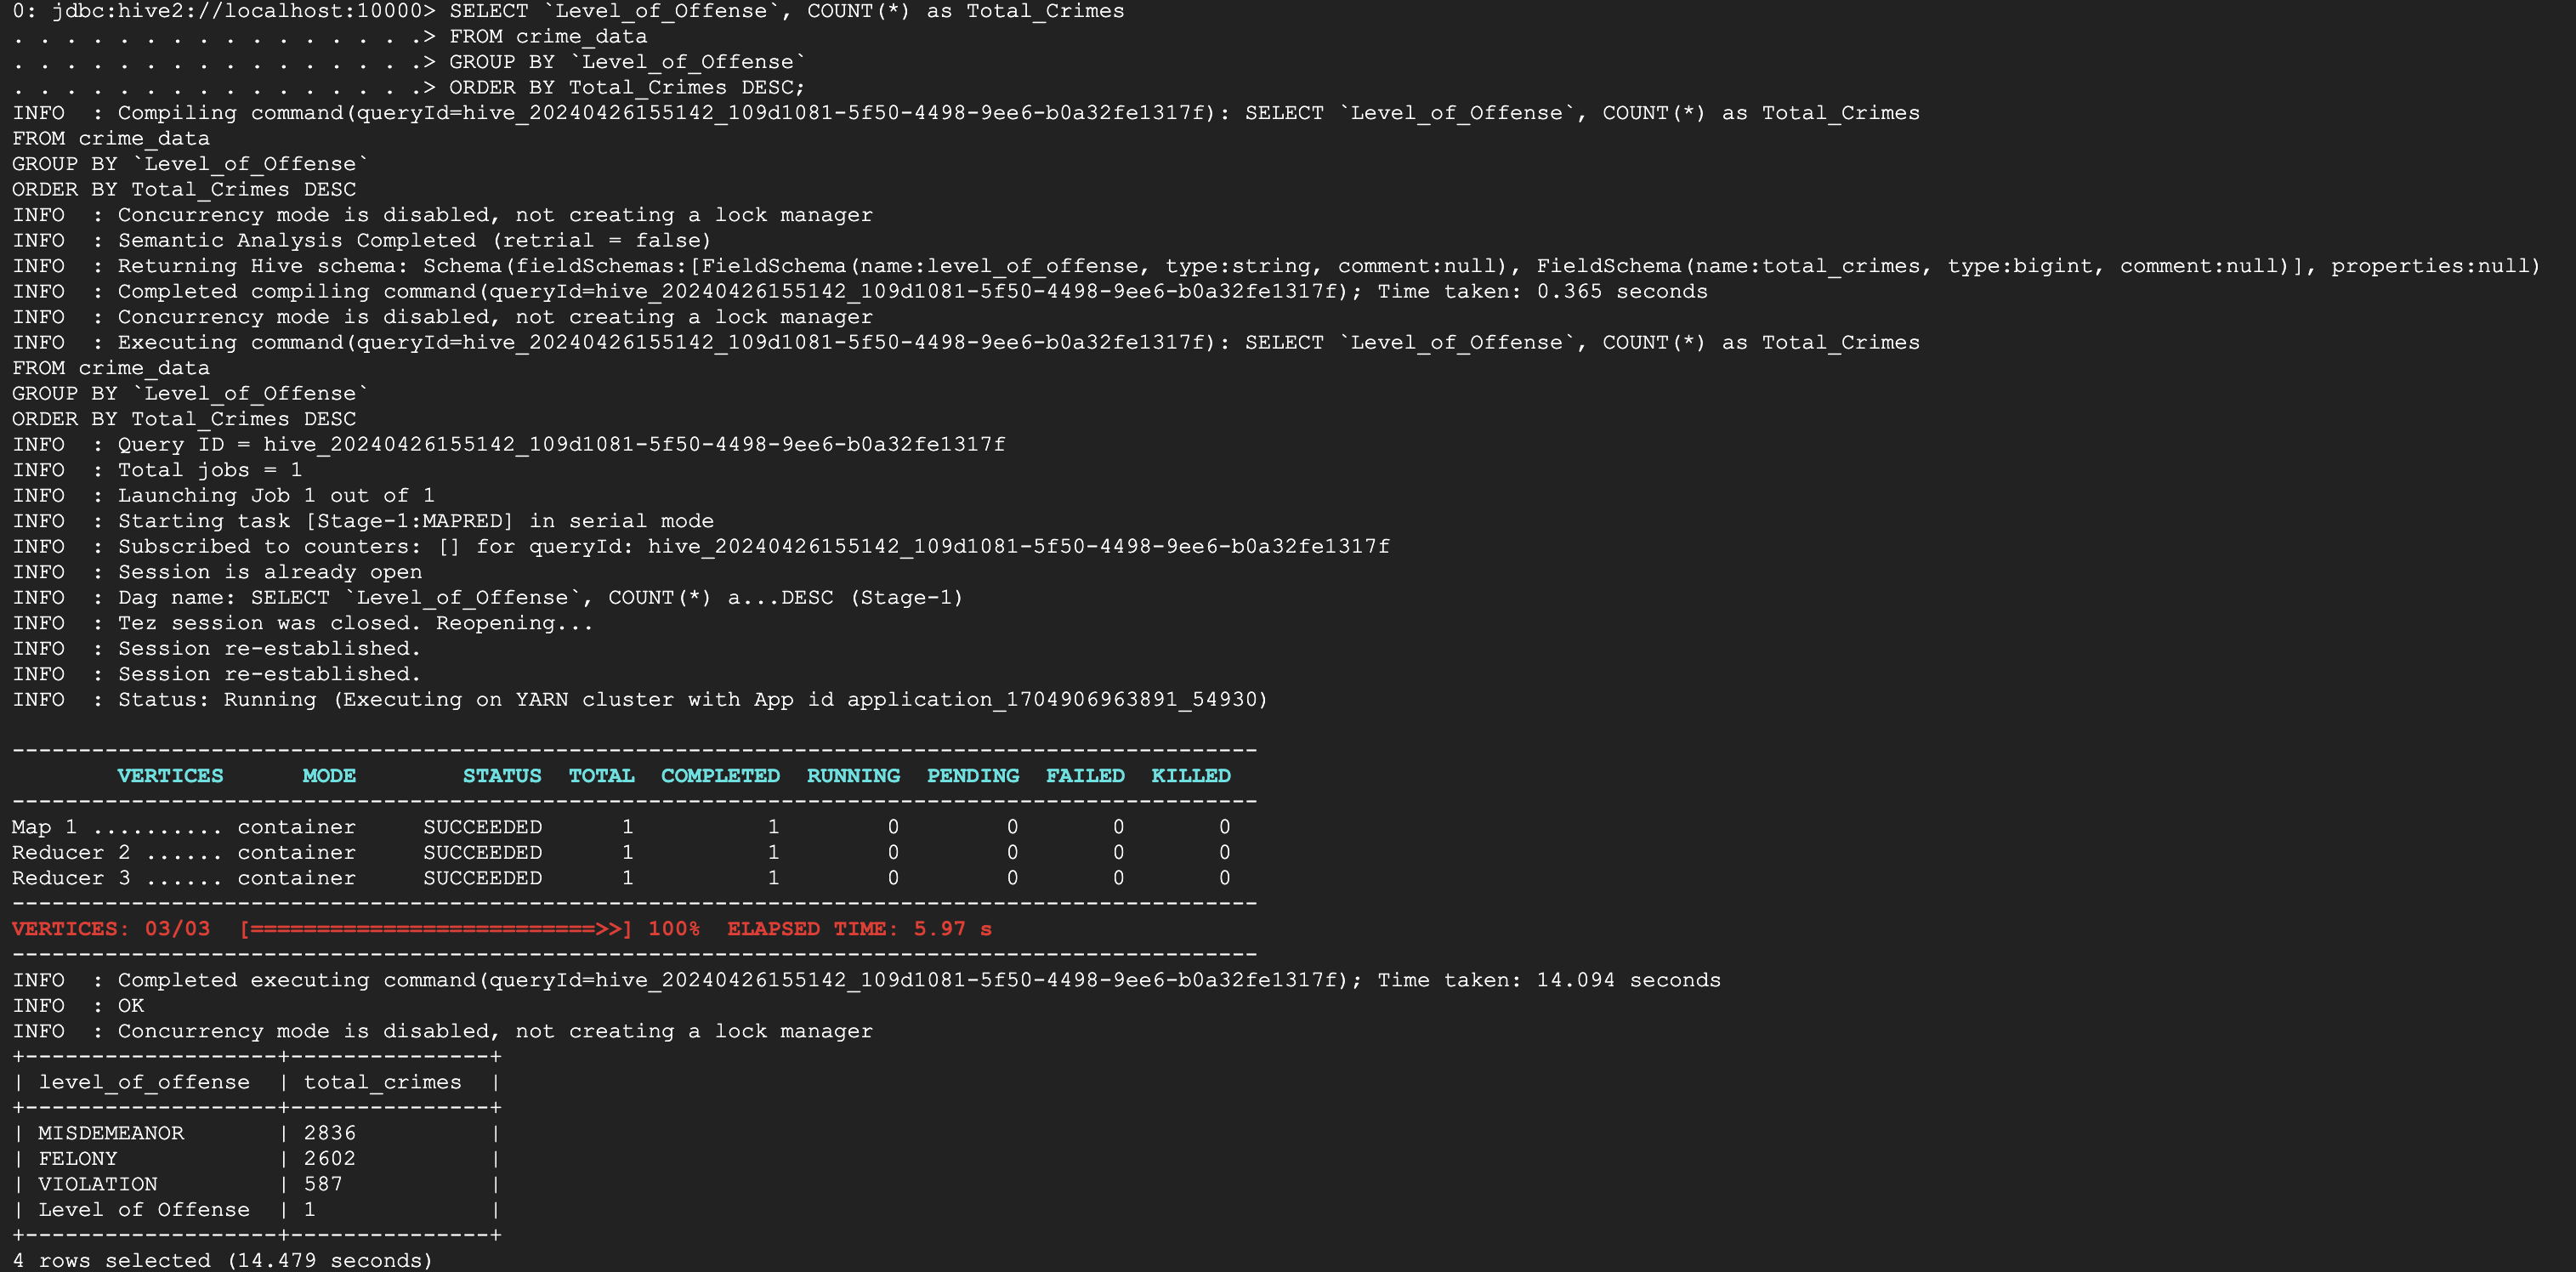 0: jdbc:hive2://localhost:10000> SELECT `Level_of_Offense`, COUNT(*) as Total_Crimes
. . . . . . . . . . . . . . . .> FROM crime_data
. . . . . . . . . . . . . . . .> GROUP BY `Level_of_Offense`
. . . . . . . . . . . . . . . .> ORDER BY Total_Crimes DESC;
INFO  : Compiling command(queryId=hive_20240426155142_109d1081-5f50-4498-9ee6-b0a32fe1317f): SELECT `Level_of_Offense`, COUNT(*) as Total_Crimes
FROM crime_data
GROUP BY `Level_of_Offense`
ORDER BY Total_Crimes DESC
INFO  : Concurrency mode is disabled, not creating a lock manager
INFO  : Semantic Analysis Completed (retrial = false)
INFO  : Returning Hive schema: Schema(fieldSchemas:[FieldSchema(name:level_of_offense, type:string, comment:null), FieldSchema(name:total_crimes, type:bigint, comment:null)], properties:null)
INFO  : Completed compiling command(queryId=hive_20240426155142_109d1081-5f50-4498-9ee6-b0a32fe1317f); Time taken: 0.365 seconds
INFO  : Concurrency mode is disabled, not creating a lock manager
INFO  : Executing command(queryId=hive_20240426155142_109d1081-5f50-4498-9ee6-b0a32fe1317f): SELECT `Level_of_Offense`, COUNT(*) as Total_Crimes
FROM crime_data
GROUP BY `Level_of_Offense`
ORDER BY Total_Crimes DESC
INFO  : Query ID = hive_20240426155142_109d1081-5f50-4498-9ee6-b0a32fe1317f
INFO  : Total jobs = 1
INFO  : Launching Job 1 out of 1
INFO  : Starting task [Stage-1:MAPRED] in serial mode
INFO  : Subscribed to counters: [] for queryId: hive_20240426155142_109d1081-5f50-4498-9ee6-b0a32fe1317f
INFO  : Session is already open
INFO  : Dag name: SELECT `Level_of_Offense`, COUNT(*) a...DESC (Stage-1)
INFO  : Tez session was closed. Reopening...
INFO  : Session re-established.
INFO  : Session re-established.
INFO  : Status: Running (Executing on YARN cluster with App id application_1704906963891_54930)
----------------------------------------------------------------------------------------------
        VERTICES      MODE        STATUS  TOTAL  COMPLETED  RUNNING  PENDING  FAILED  KILLED
----------------------------------------------------------------------------------------------
Map 1 .......... container     SUCCEEDED      1          1        0        0       0       0
Reducer 2 ...... container     SUCCEEDED      1          1        0        0       0       0
Reducer 3 ...... container     SUCCEEDED      1          1        0        0       0       0
----------------------------------------------------------------------------------------------
VERTICES: 03/03  [==========================>>] 100%  ELAPSED TIME: 5.97 s
----------------------------------------------------------------------------------------------
INFO  : Completed executing command(queryId=hive_20240426155142_109d1081-5f50-4498-9ee6-b0a32fe1317f); Time taken: 14.094 seconds
INFO  : OK
INFO  : Concurrency mode is disabled, not creating a lock manager
+-------------------+---------------+
| level_of_offense  | total_crimes  |
+-------------------+---------------+
| MISDEMEANOR       | 2836          |
| FELONY            | 2602          |
| VIOLATION         | 587           |
| Level of Offense  | 1             |
+-------------------+---------------+
4 rows selected (14.479 seconds)